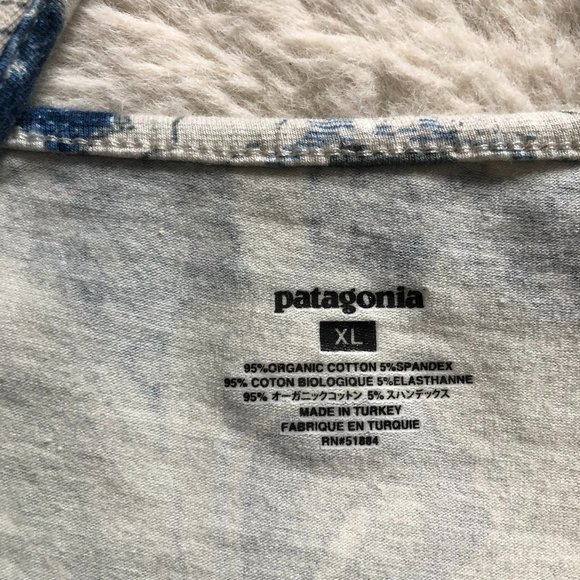 patagonia
XL
95%ORGANIC COTTON 5%SPANDEX
95% COTON BIOLOGIQUE 5%ELASTHANNE
95% オーガニックコットン 5% スハンデックス
MADE IN TURKEY
FABRIQUE EN TURQUIE
RN#51884